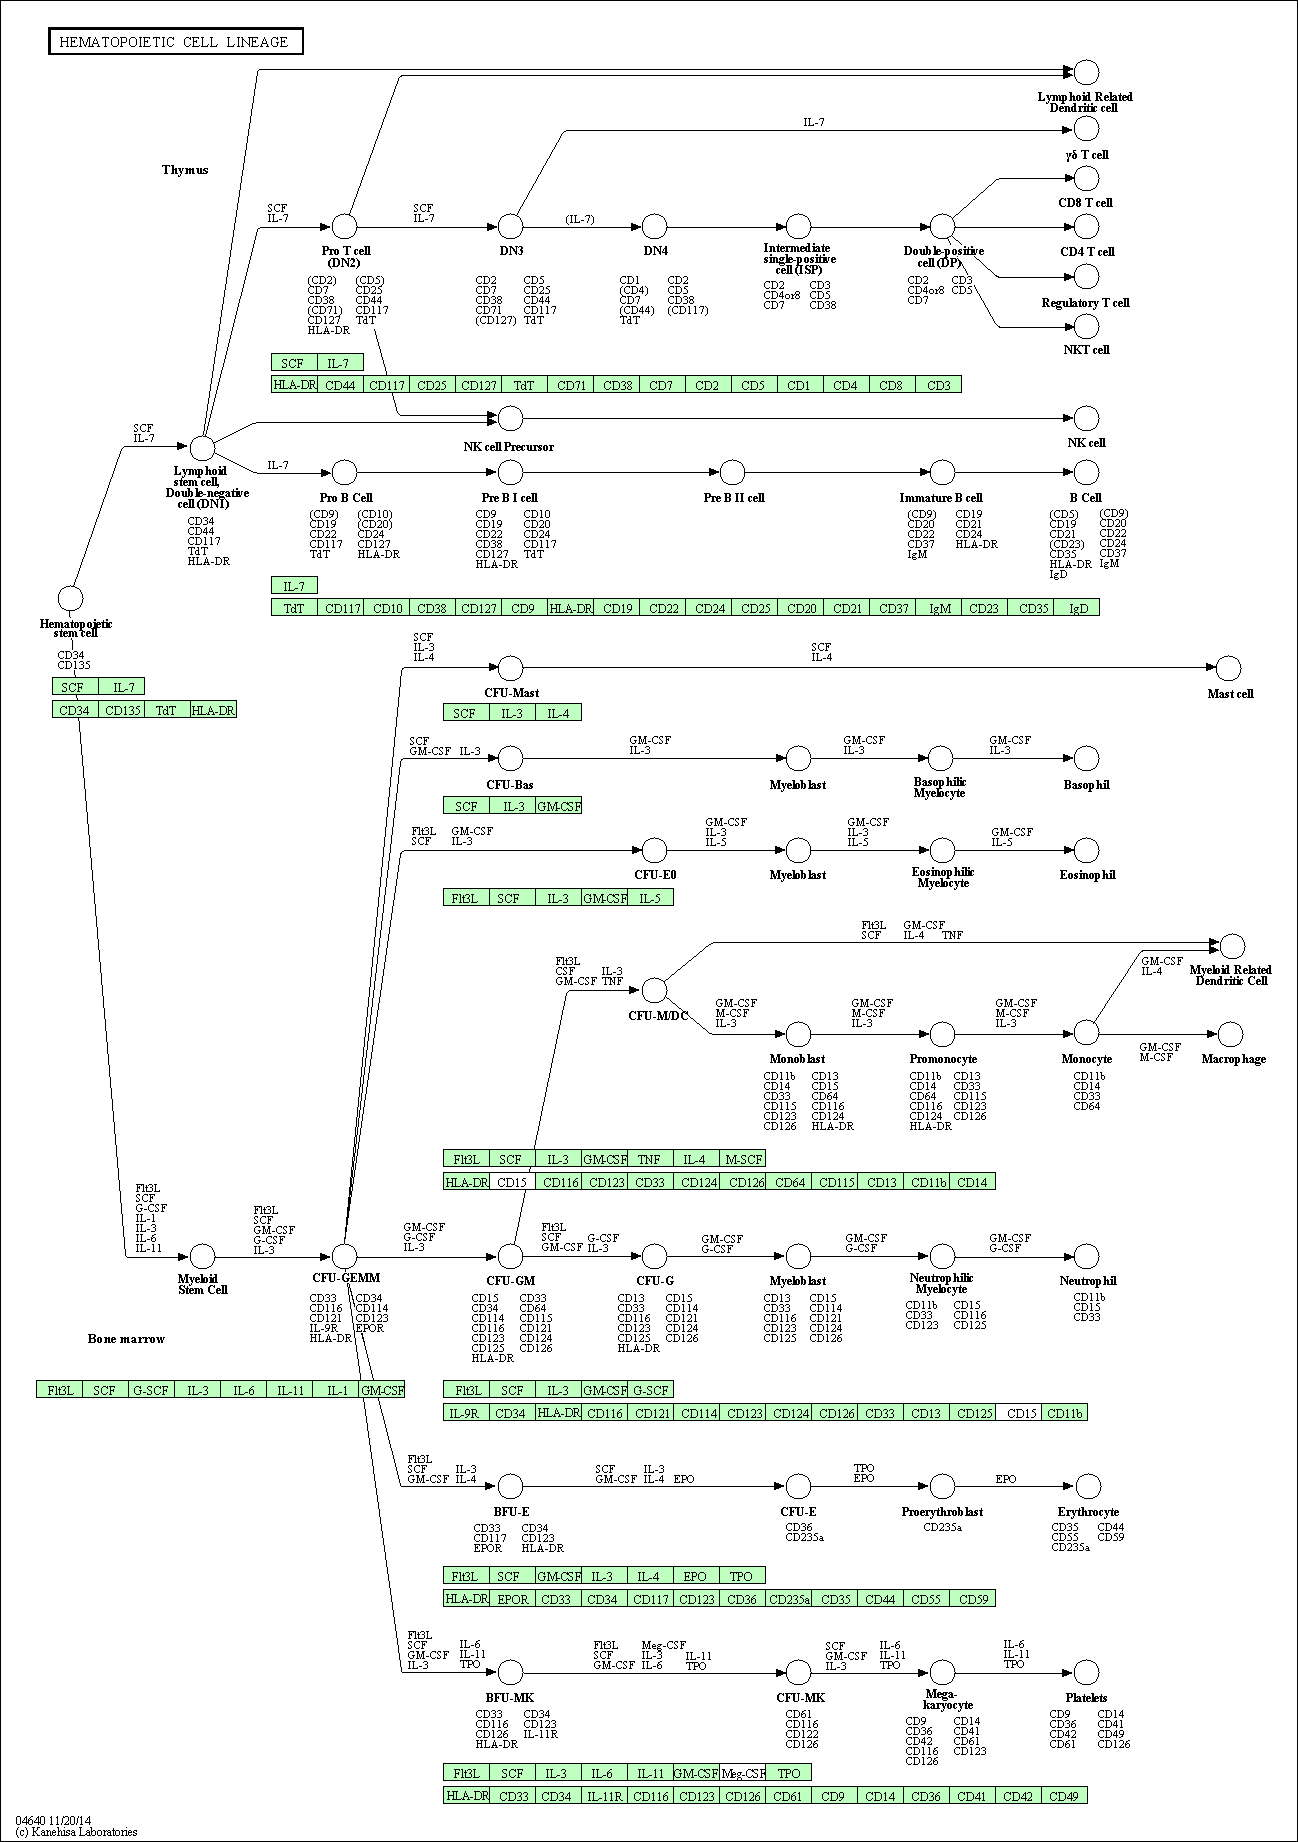 HEMATOPOIETIC CELL LINEAGE
Lymphoid Related
Dendritic cell
IL-7
γδ T cell
Thymus
CD8 T cell
SCF
IL-7
SCF
IL-7
(IL-7)
Pro T cell
(DN2)
DN3
DN4
Intermediate
single-positive
cell (ISP)
Double-positive
cell (DP)
CD4 T cell
(CD2) (CD5)
CD7 CD25
CD38 CD44
(CD71) CD117
CD127 TdT
HLA-DR
CD2 CD5
CD7 CD25
CD38 CD44
CD71 CD117
(CD127) TdT
CD1 CD2
(CD4) CD5
CD7 CD38
(CD44) (CD117)
TdT
CD2 CD3
CD4or8 CD5
CD7 CD38
CD2 CD3
CD4or8 CD5
CD7
Regulatory T cell
NKT cell
SCF IL-7
HLA-DR CD44 CD117 CD25 CD127 TdT CD71 CD38 CD7 CD2 CD5 CD1 CD4 CD8 CD3
SCF
IL-7
NK cell Precursor
NK cell
Lymphoid
stem cell,
Double-negative
cell (DN1)
CD34
CD44
CD117
TdT
HLA-DR
IL-7
Pro B Cell
Pre B I cell
Pre B II cell
Immature B cell
B Cell
(CD9) (CD10)
CD19 (CD20)
CD22 CD24
CD117 CD127
TdT HLA-DR
CD9 CD10
CD19 CD20
CD22 CD24
CD38 CD117
CD127 TdT
HLA-DR
(CD9) CD19
CD20 CD21
CD22 CD24
CD37 HLA-DR
IgM
(CD5) (CD9)
CD19 CD20
CD21 CD22
(CD23) CD24
CD35 CD37
HLA-DR IgM
IgD
IL-7
TdT CD117 CD10 CD38 CD127 CD9 HLA-DR CD19 CD22 CD24 CD25 CD20 CD21 CD37 IgM CD23 CD35 IgD
Hematopoietic
stem cell
CD34
CD135
SCF IL-7
CD34 CD135 TdT HLA-DR
SCF
IL-3
IL-4
CFU-Mast
SCF
IL-4
Mast cell
SCF IL-3 IL-4
SCF
GM-CSF IL-3
CFU-Bas
GM-CSF
IL-3
Myeloblast
GM-CSF
IL-3
Basophilic
Myelocyte
GM-CSF
IL-3
Basophil
SCF IL-3 GM-CSF
Flt3L GM-CSF
SCF IL-3
CFU-E0
GM-CSF
IL-3
IL-5
Myeloblast
GM-CSF
IL-3
IL-5
Eosinophilic
Myelocyte
GM-CSF
IL-5
Eosinophil
Flt3L SCF IL-3 GM-CSF IL-5
Flt3L GM-CSF
SCF IL-4 TNF
Flt3L
CSF IL-3
GM-CSF TNF
CFU-M/DC
GM-CSF
IL-4
Myeloid Related
Dendritic Cell
GM-CSF
M-CSF
IL-3
Monoblast
GM-CSF
M-CSF
IL-3
Promonocyte
GM-CSF
M-CSF
IL-3
Monocyte
GM-CSF
M-CSF
Macrophage
CD11b CD13
CD14 CD15
CD33 CD64
CD115 CD116
CD123 CD124
CD126 HLA-DR
CD11b CD13
CD14 CD33
CD64 CD115
CD116 CD123
CD124 CD126
HLA-DR
CD11b
CD14
CD33
CD64
Flt3L SCF IL-3 GM-CSF TNF IL-4 M-SCF
HLA-DR CD15 CD116 CD123 CD33 CD124 CD126 CD64 CD115 CD13 CD11b CD14
Flt3L
SCF
G-CSF
IL-1
IL-3
IL-6
IL-11
Myeloid
Stem Cell
Flt3L
SCF
GM-CSF
G-CSF
IL-3
CFU-GEMM
GM-CSF
G-CSF
IL-3
CFU-GM
Flt3L
SCF G-CSF
GM-CSF IL-3
CFU-G
GM-CSF
G-CSF
Myeloblast
GM-CSF
G-CSF
Neutrophilic
Myelocyte
GM-CSF
G-CSF
Neutrophil
CD33 CD34
CD116 CD114
CD121 CD123
IL-9R EPOR
HLA-DR
CD15 CD33
CD34 CD64
CD114 CD115
CD116 CD121
CD123 CD124
CD125 CD126
HLA-DR
CD13 CD15
CD33 CD114
CD116 CD121
CD123 CD124
CD125 CD126
HLA-DR
CD13 CD15
CD33 CD114
CD116 CD121
CD123 CD124
CD125 CD126
CD11b CD15
CD33 CD116
CD123 CD125
CD11b
CD15
CD33
Bone marrow
Flt3L SCF G-SCF IL-3 IL-6 IL-11 IL-1 GM-CSF
Flt3L SCF IL-3 GM-CSF G-SCF
IL-9R CD34 HLA-DR CD116 CD121 CD114 CD123 CD124 CD126 CD33 CD13 CD125 CD15 CD11b
Flt3L
SCF IL-3
GM-CSF IL-4
BFU-E
SCF IL-3
GM-CSF IL-4 EPO
CFU-E
TPO
EPO
Proerythroblast
EPO
Erythrocyte
CD33 CD34
CD117 CD123
EPOR HLA-DR
CD36
CD235a
CD235a
CD35 CD44
CD55 CD59
CD235a
Flt3L SCF GM-CSF IL-3 IL-4 EPO TPO
HLA-DR EPOR CD33 CD34 CD117 CD123 CD36 CD235a CD35 CD44 CD55 CD59
Flt3L
SCF IL-6
GM-CSF IL-11
IL-3 TPO
BFU-MK
Flt3L Meg-CSF
SCF IL-3 IL-11
GM-CSF IL-6 TPO
CFU-MK
SCF IL-6
GM-CSF IL-11
IL-3 TPO
Mega-
karyocyte
IL-6
IL-11
TPO
Platelets
CD33 CD34
CD116 CD123
CD126 IL-11R
HLA-DR
CD61
CD116
CD122
CD126
CD9 CD14
CD36 CD41
CD42 CD61
CD116 CD123
CD126
CD9 CD14
CD36 CD41
CD42 CD49
CD61 CD126
Flt3L SCF IL-3 IL-6 IL-11 GM-CSF Meg-CSF TPO
HLA-DR CD33 CD34 IL-11R CD116 CD123 CD126 CD61 CD9 CD14 CD36 CD41 CD42 CD49
04640 11/20/14
(c) Kanehisa Laboratories